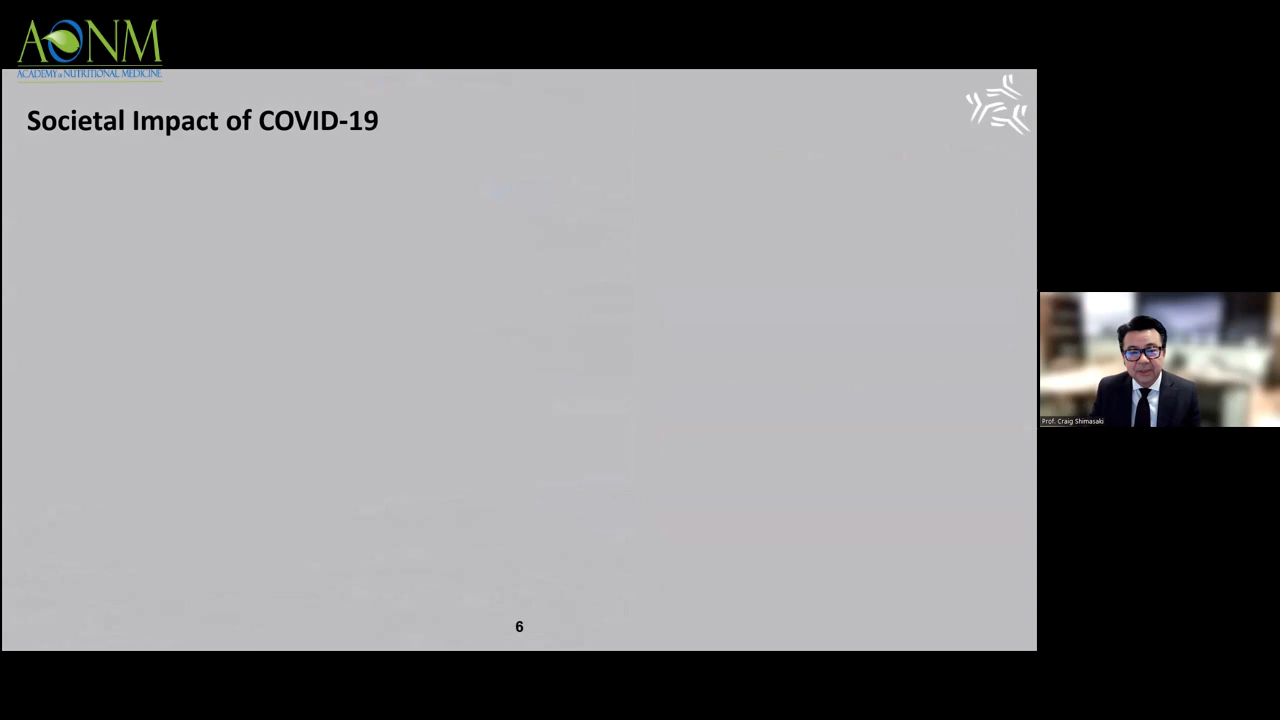 AONM
ACADEMY of NUTRITIONAL MEDICINE
Societal Impact of COVID-19
Prof. Craig Shimasaki
6